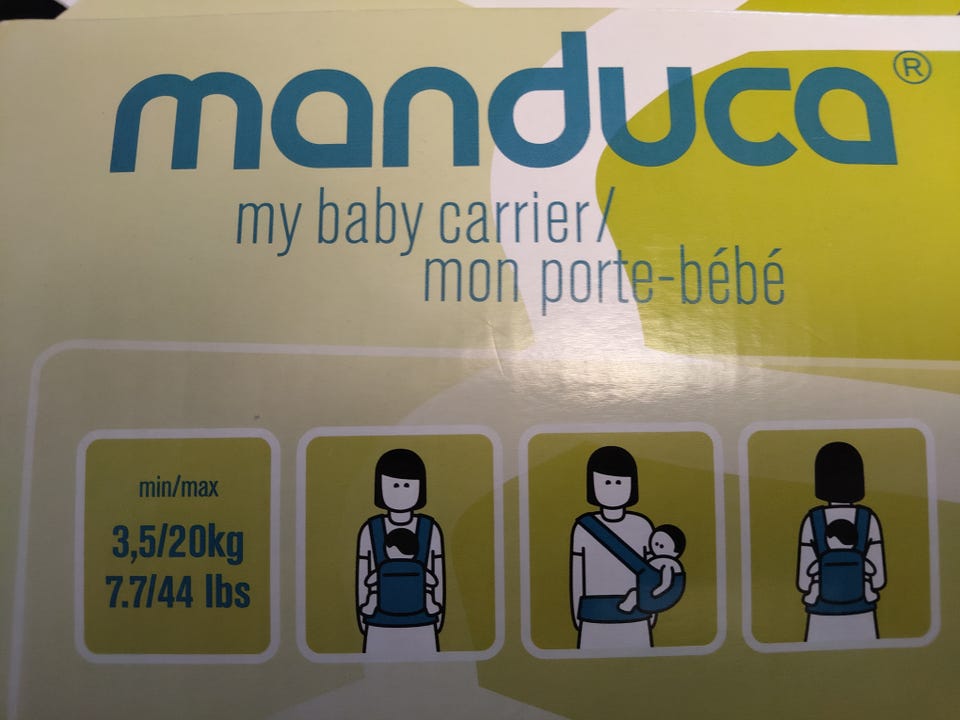 manduca®
my baby carrier/
mon porte-bébé
min/max
3,5/20kg
7.7/44 lbs